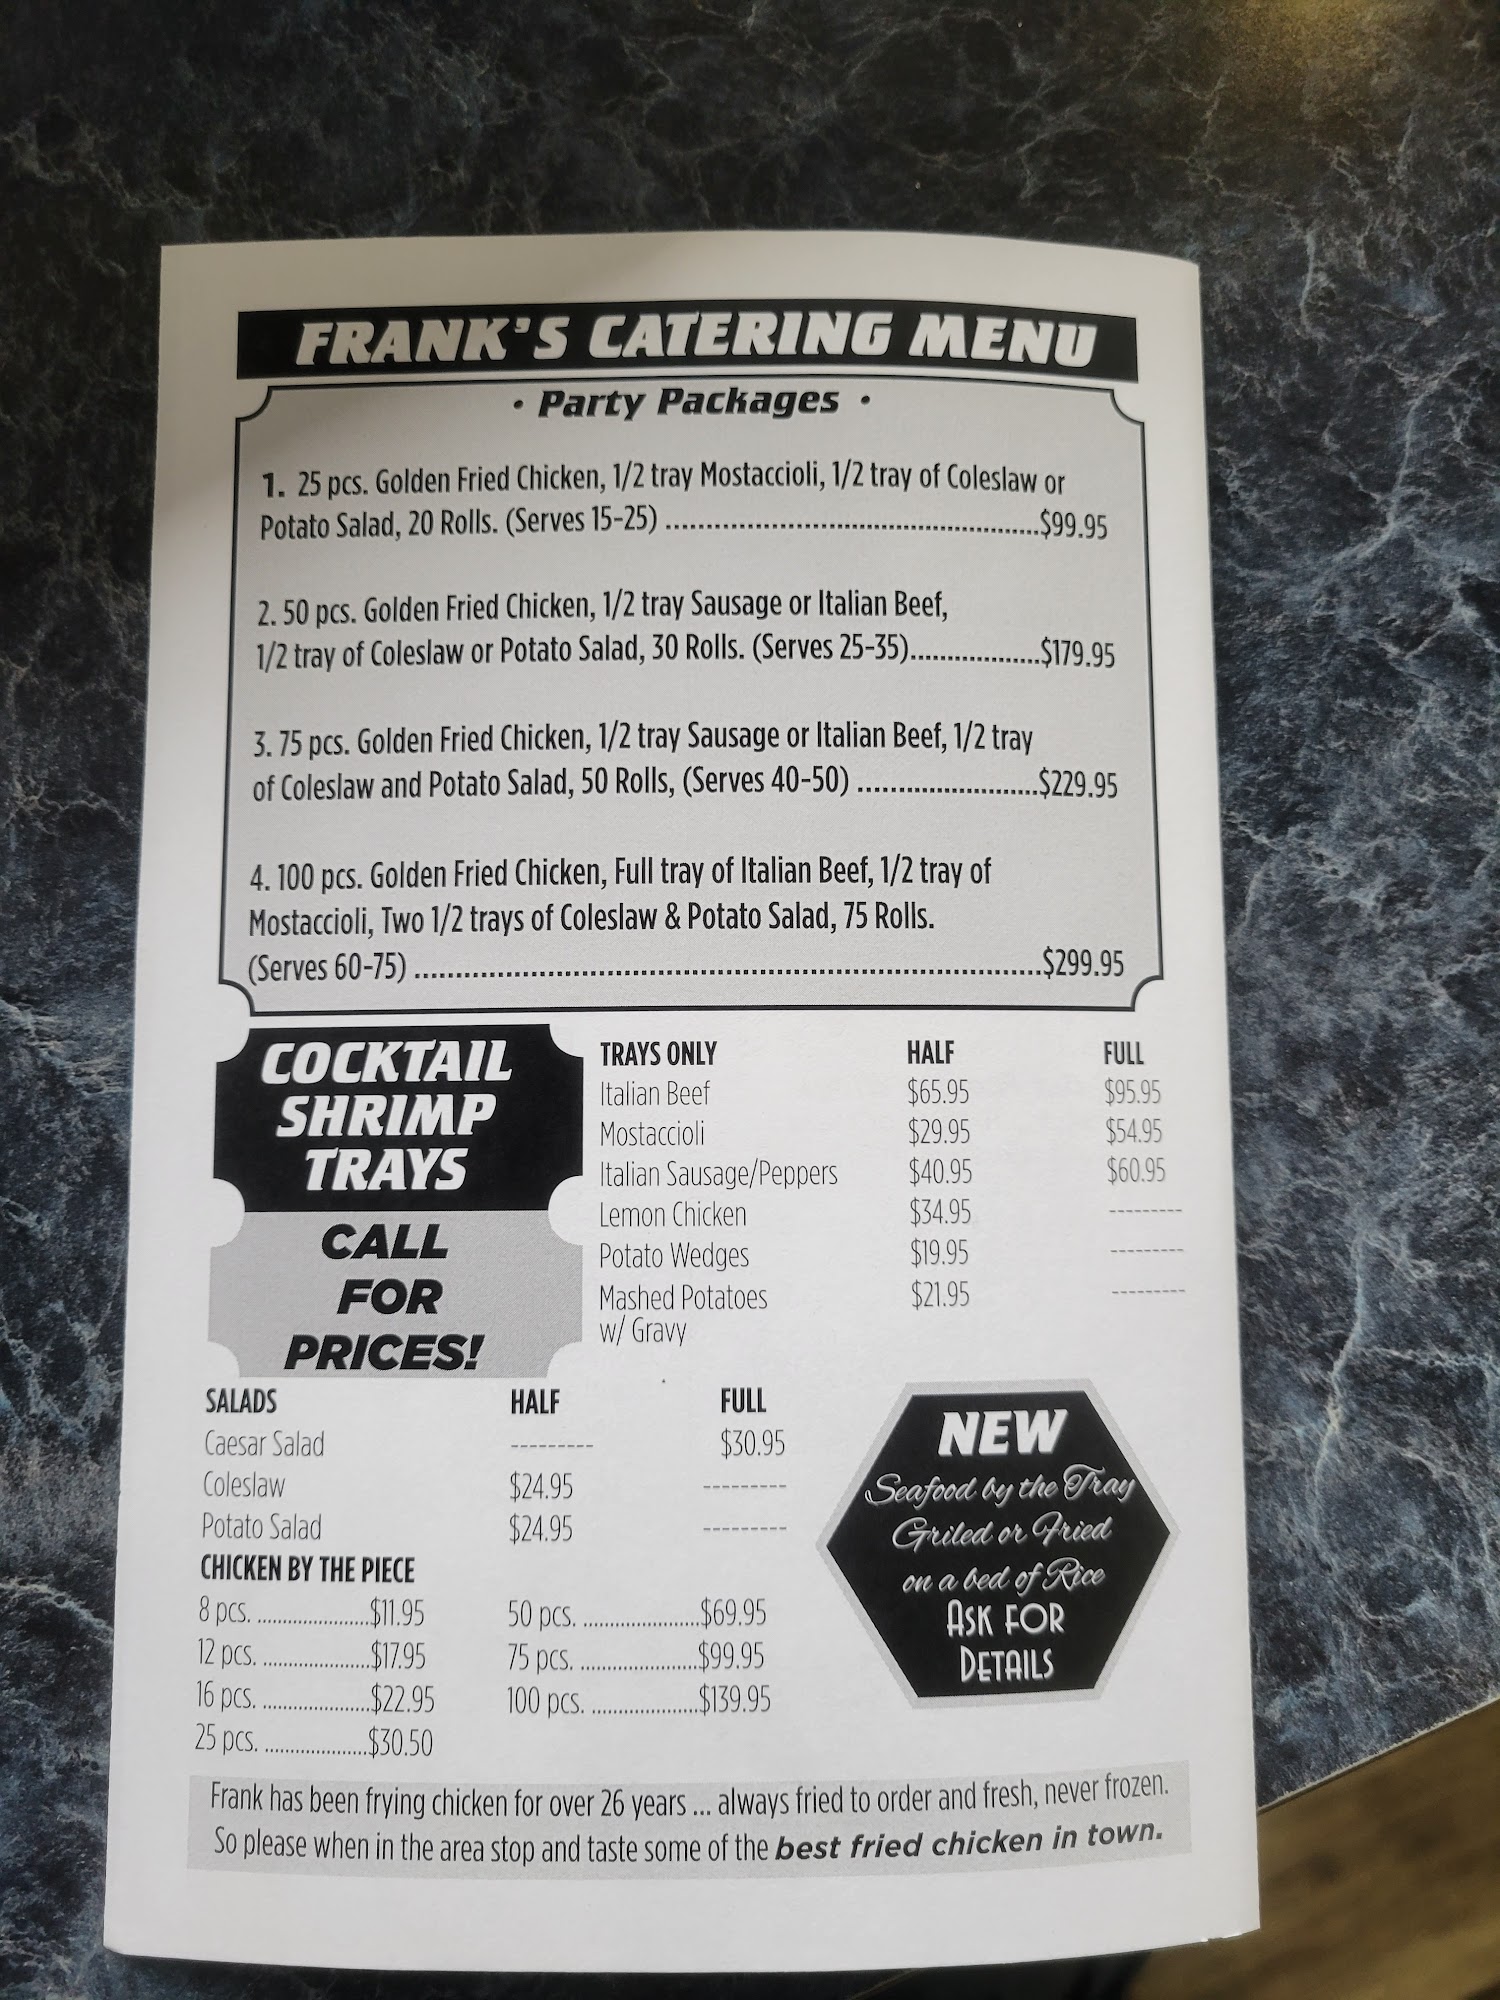 FRANK'S CATERING MENU
• Party Packages •
1. 25 pcs. Golden Fried Chicken, 1/2 tray Mostaccioli, 1/2 tray of Coleslaw or
Potato Salad, 20 Rolls. (Serves 15-25) ..............................................$99.95
2. 50 pcs. Golden Fried Chicken, 1/2 tray Sausage or Italian Beef,
1/2 tray of Coleslaw or Potato Salad, 30 Rolls. (Serves 25-35)................$179.95
3. 75 pcs. Golden Fried Chicken, 1/2 tray Sausage or Italian Beef, 1/2 tray
of Coleslaw and Potato Salad, 50 Rolls, (Serves 40-50) ......................$229.95
4. 100 pcs. Golden Fried Chicken, Full tray of Italian Beef, 1/2 tray of
Mostaccioli, Two 1/2 trays of Coleslaw & Potato Salad, 75 Rolls.
(Serves 60-75) ..............................................................................$299.95
COCKTAIL
SHRIMP
TRAYS
CALL
FOR
PRICES!
TRAYS ONLY HALF FULL
Italian Beef $65.95 $95.95
Mostaccioli $29.95 $54.95
Italian Sausage/Peppers $40.95 $60.95
Lemon Chicken $34.95 ---------
Potato Wedges $19.95 ---------
Mashed Potatoes $21.95 ---------
w/ Gravy
SALADS HALF FULL
Caesar Salad --------- $30.95
Coleslaw $24.95 ---------
Potato Salad $24.95 ---------
CHICKEN BY THE PIECE
8 pcs. .....................$11.95 50 pcs. .....................$69.95
12 pcs. ....................$17.95 75 pcs. .....................$99.95
16 pcs. ....................$22.95 100 pcs. ...................$139.95
25 pcs. ...................$30.50
NEW
Seafood by the Tray
Griled or Fried
on a bed of Rice
ASK FOR
DETAILS
Frank has been frying chicken for over 26 years ... always fried to order and fresh, never frozen.
So please when in the area stop and taste some of the best fried chicken in town.